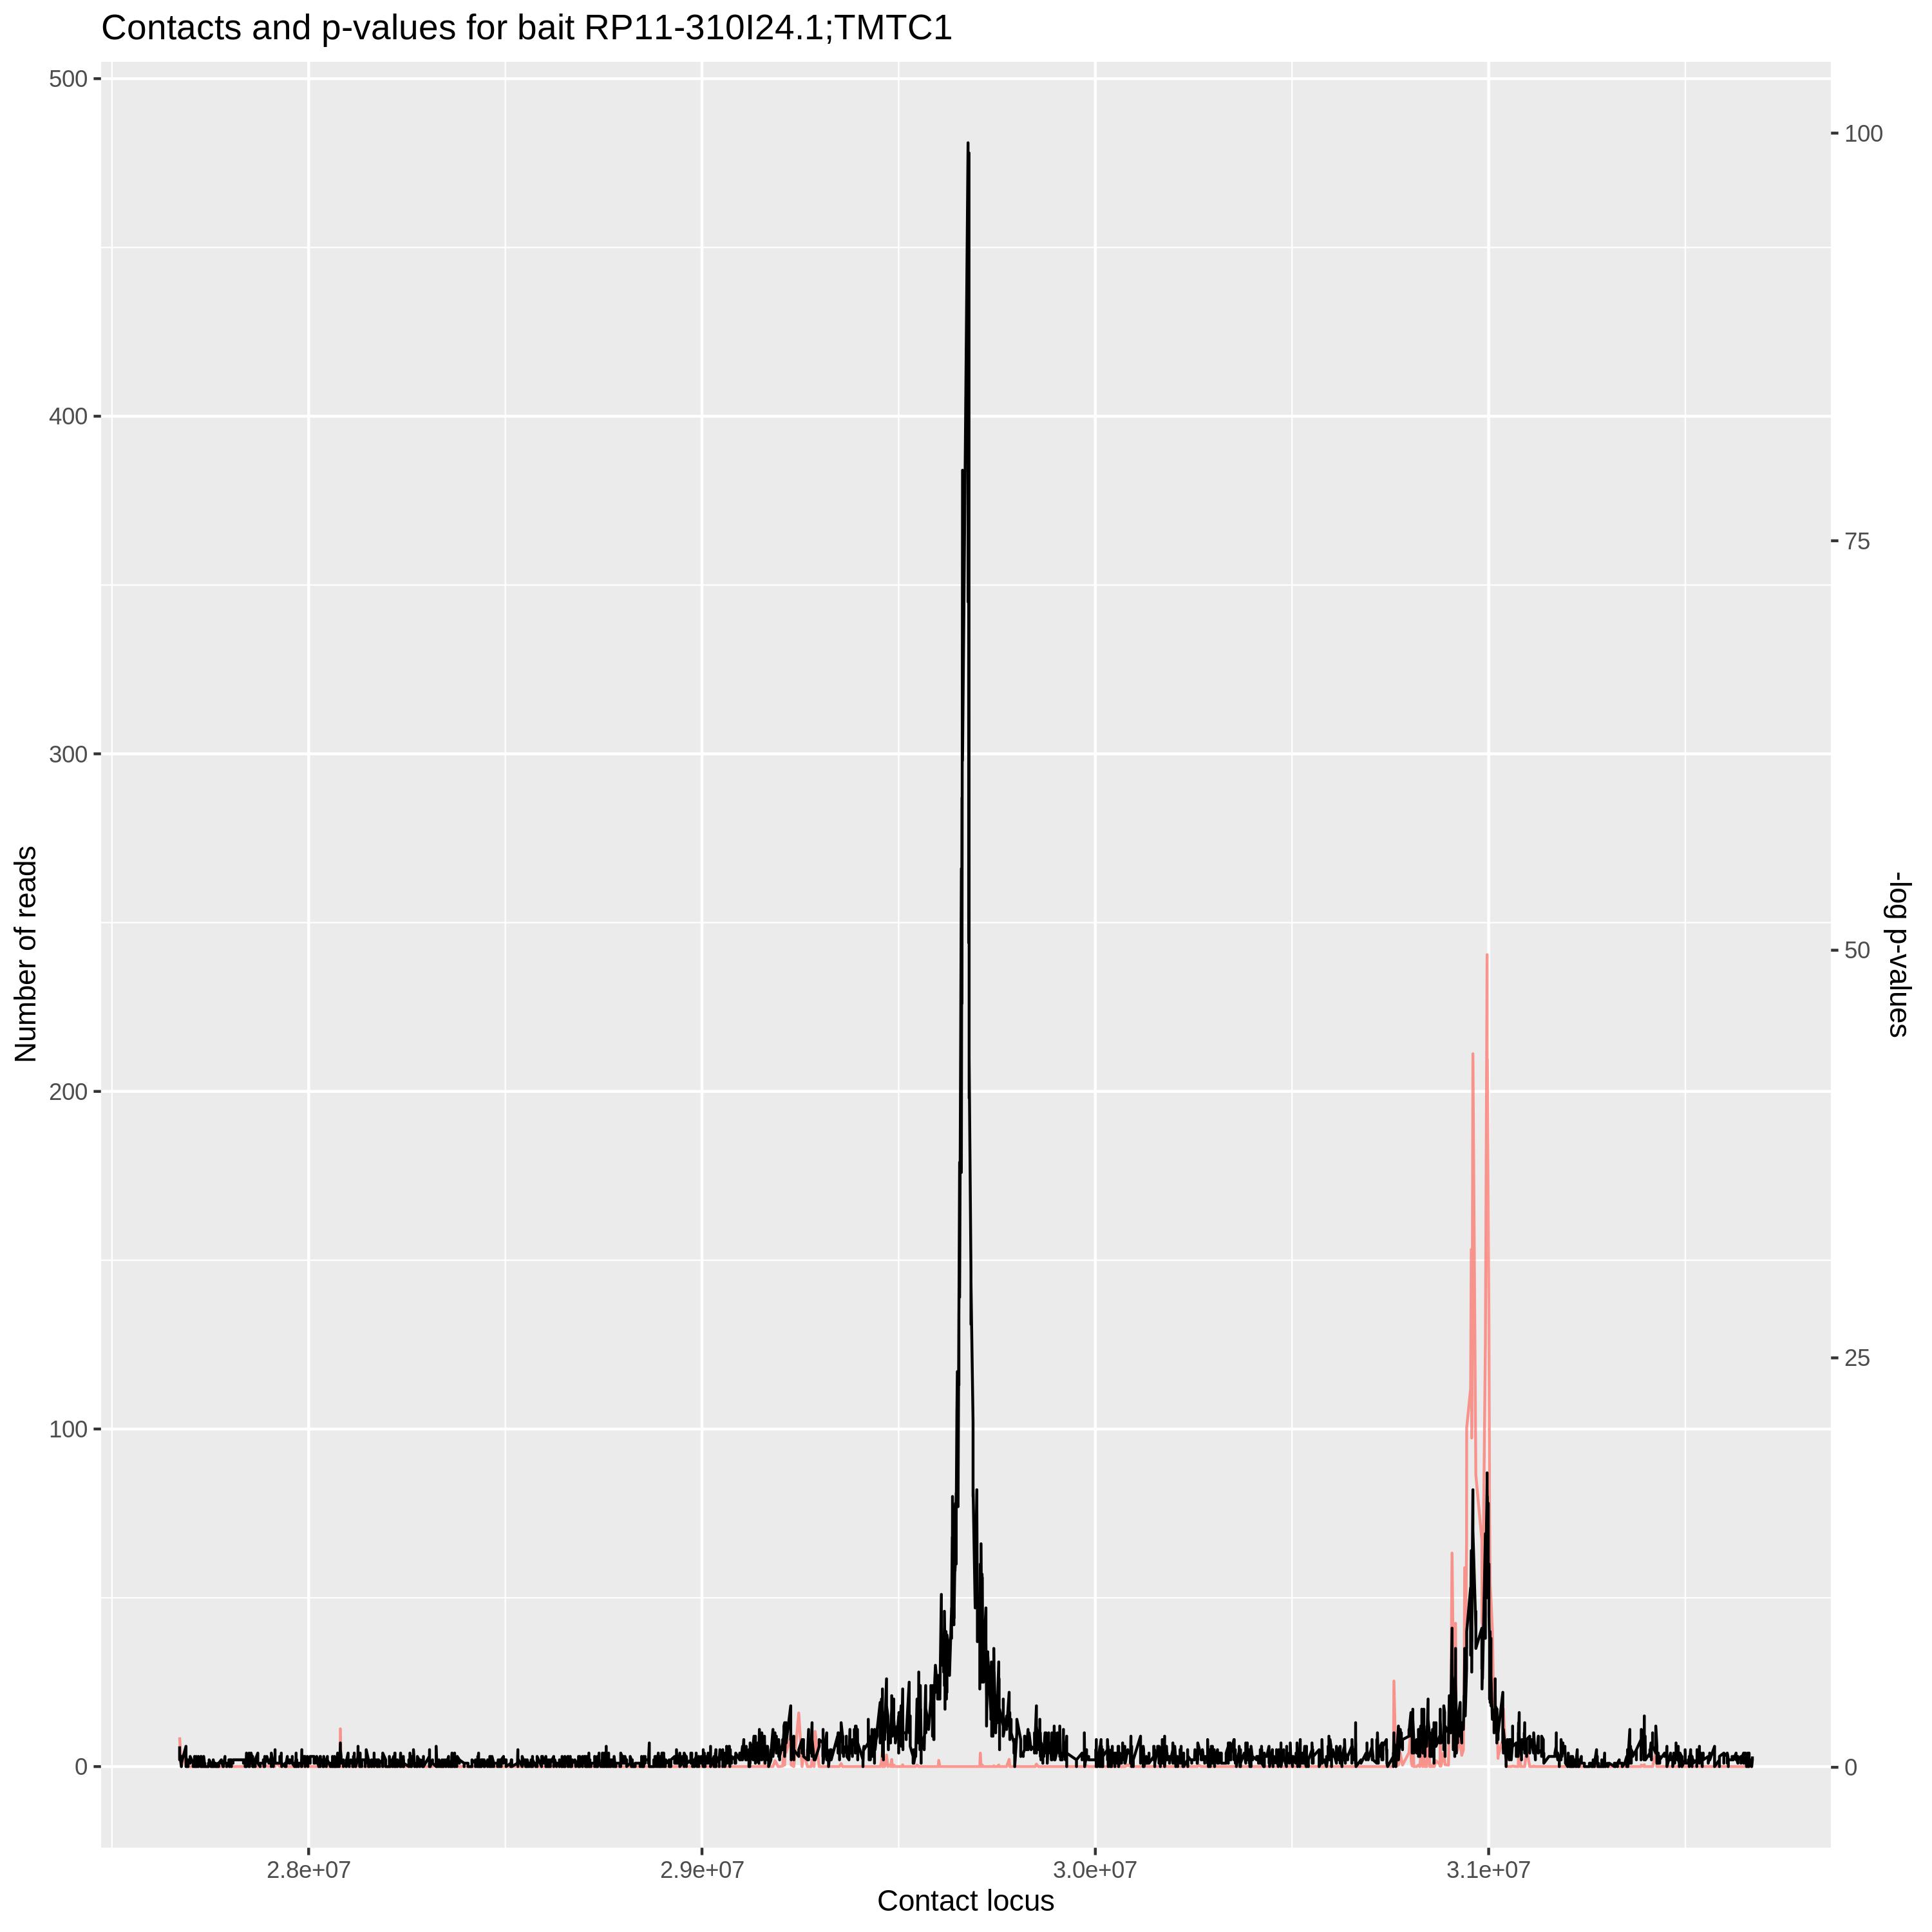 Contacts and p-values for bait RP11-310I24.1;TMTC1
500
400
300
200
100
0
Number of reads
100
75
50
25
0
-log p-values
2.8e+07 2.9e+07 3.0e+07 3.1e+07
Contact locus